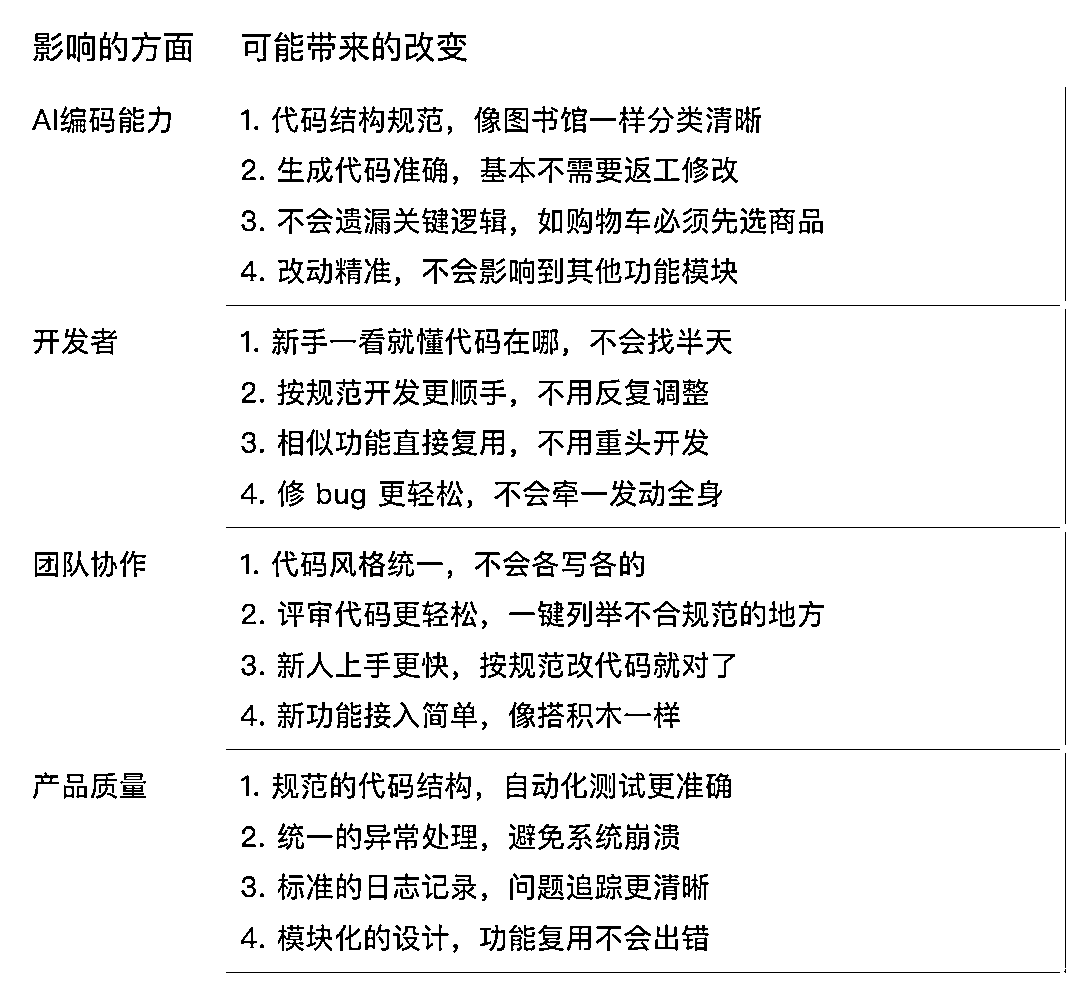 影响的方面 可能带来的改变
AI编码能力 1. 代码结构规范，像图书馆一样分类清晰
2. 生成代码准确，基本不需要返工修改
3. 不会遗漏关键逻辑，如购物车必须先选商品
4. 改动精准，不会影响到其他功能模块
开发者 1. 新手一看就懂代码在哪，不会找半天
2. 按规范开发更顺手，不用反复调整
3. 相似功能直接复用，不用重头开发
4. 修 bug 更轻松，不会牵一发动全身
团队协作 1. 代码风格统一，不会各写各的
2. 评审代码更轻松，一键列举不合规范的地方
3. 新人上手更快，按规范改代码就对了
4. 新功能接入简单，像搭积木一样
产品质量 1. 规范的代码结构，自动化测试更准确
2. 统一的异常处理，避免系统崩溃
3. 标准的日志记录，问题追踪更清晰
4. 模块化的设计，功能复用不会出错